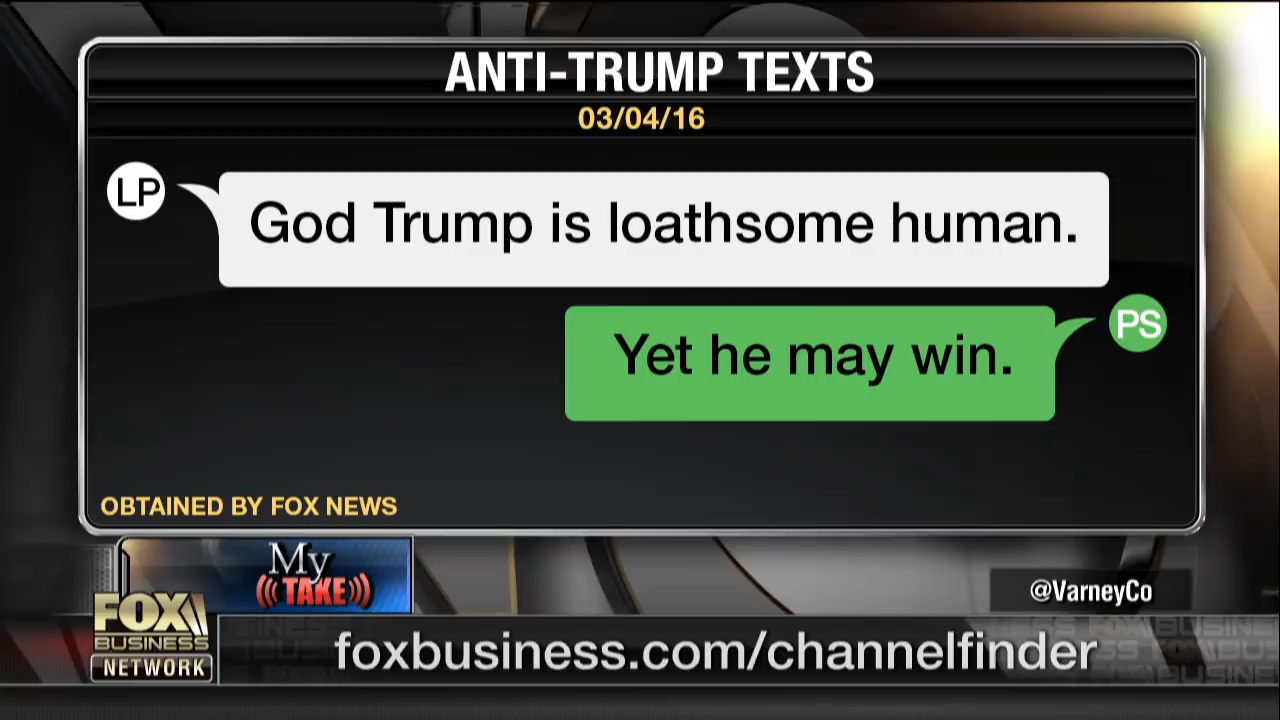 ANTI-TRUMP TEXTS
03/04/16
LP
God Trump is loathsome human.
PS
Yet he may win.
OBTAINED BY FOX NEWS
My
TAKE
@VarneyCo
FOX
BUSINESS
NETWORK
foxbusiness.com/channelfinder